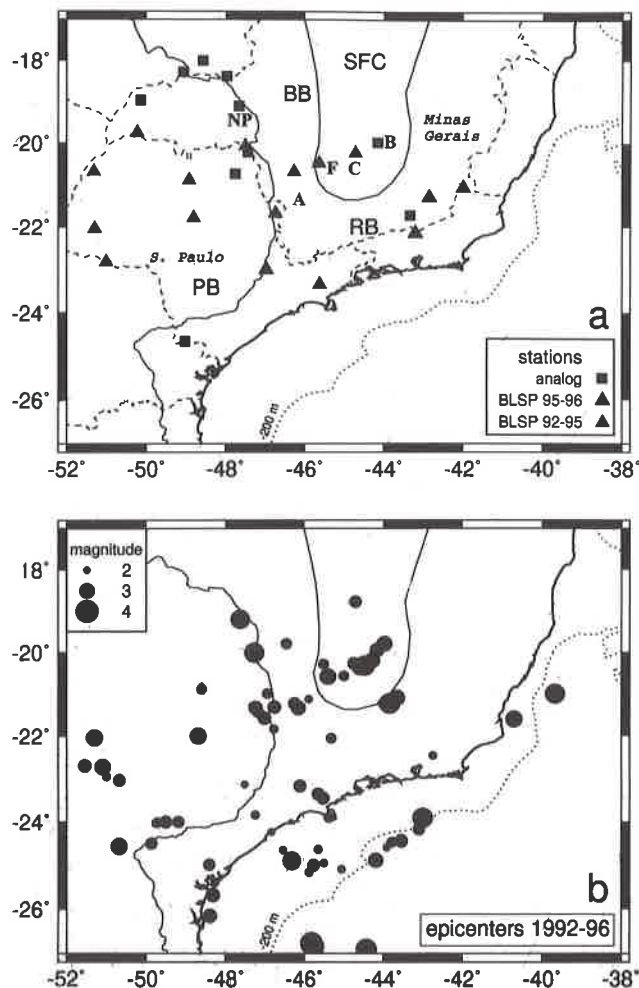 -18°
-20°
-22°
-24°
-26°
SFC
BB
NP
B
Minas
Gerais
F
C
A
RB
S. Paulo
PB
a
stations
analog
BLSP 95-96
BLSP 92-95
-200 m
-52 -50° -48° -46° -44° -42° -40° -38°
magnitude
2
3
4
18°
-20°
-22°
-24°
-26°
b
-200 m
epicenters 1992-96
-52° -50° -48° -46° -44° -42° -40° -38°